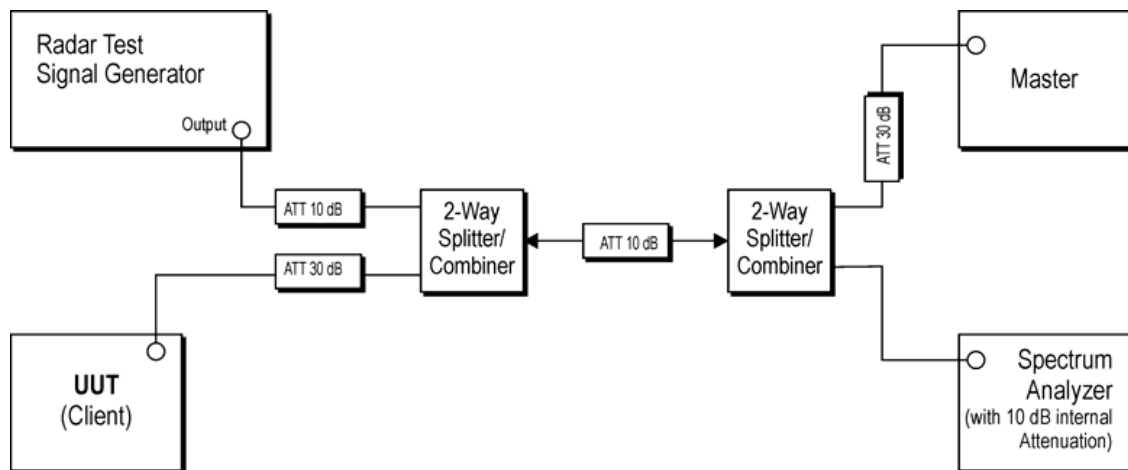 Radar Test
Signal Generator
Output
ATT 10 dB
ATT 30 dB
UUT
(Client)
2-Way
Splitter/
Combiner
ATT 10 dB
2-Way
Splitter/
Combiner
ATT 30 dB
Master
Spectrum
Analyzer
(with 10 dB internal
Attenuation)